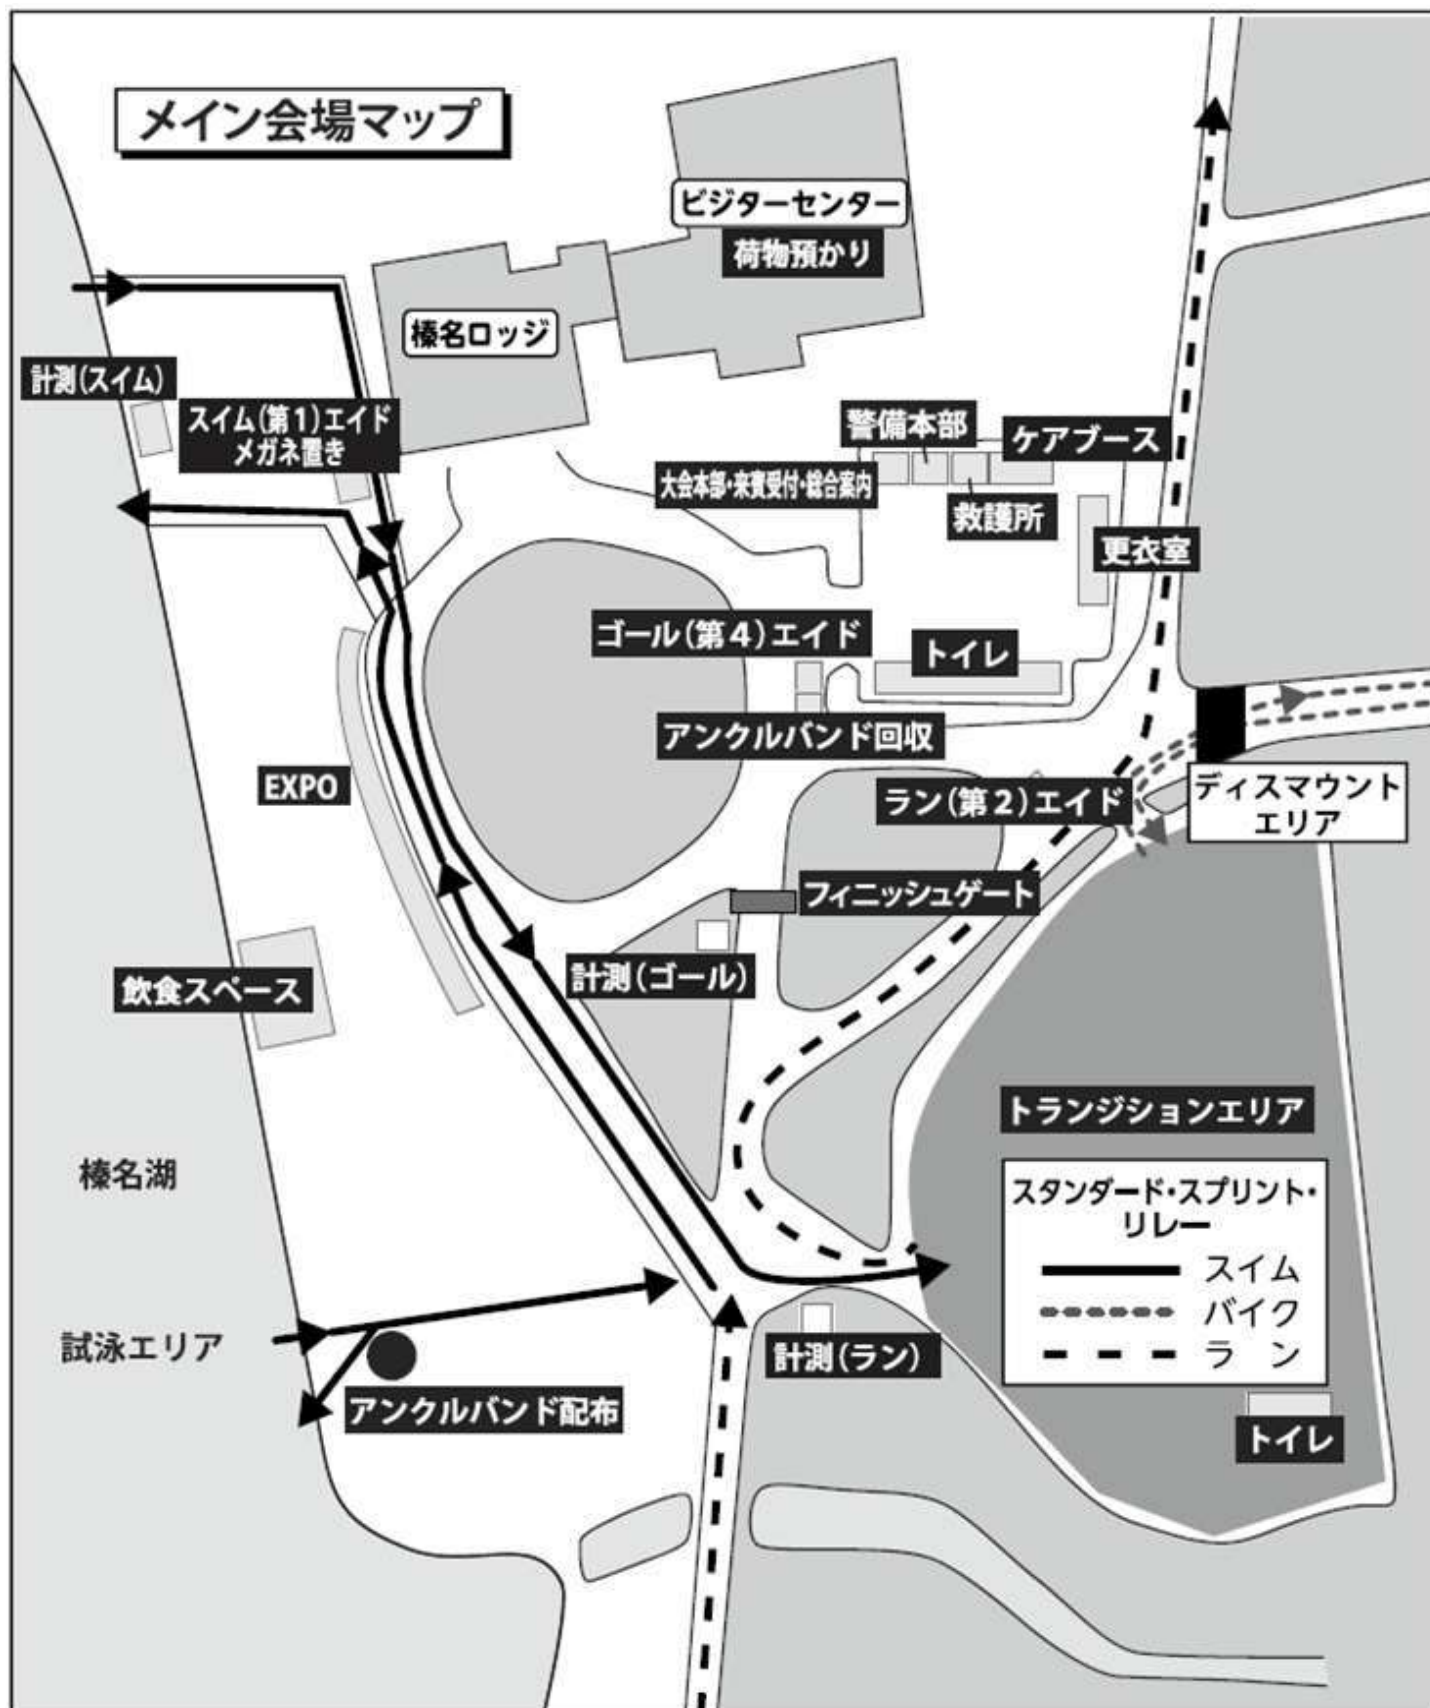 メイン会場マップ
ビジターセンター
荷物預かり
榛名ロッジ
計測(スイム)
スイム(第1)エイド
メガネ置き
警備本部
ケアブース
大会本部・来賓受付・総合案内
救護所
更衣室
ゴール(第4)エイド
トイレ
アンクルバンド回収
EXPO
ラン(第2)エイド
ディスマウント
エリア
フィニッシュゲート
計測(ゴール)
飲食スペース
トランジションエリア
榛名湖
スタンダード・スプリント・
リレー
スイム
バイク
ラン
試泳エリア
計測(ラン)
アンクルバンド配布
トイレ